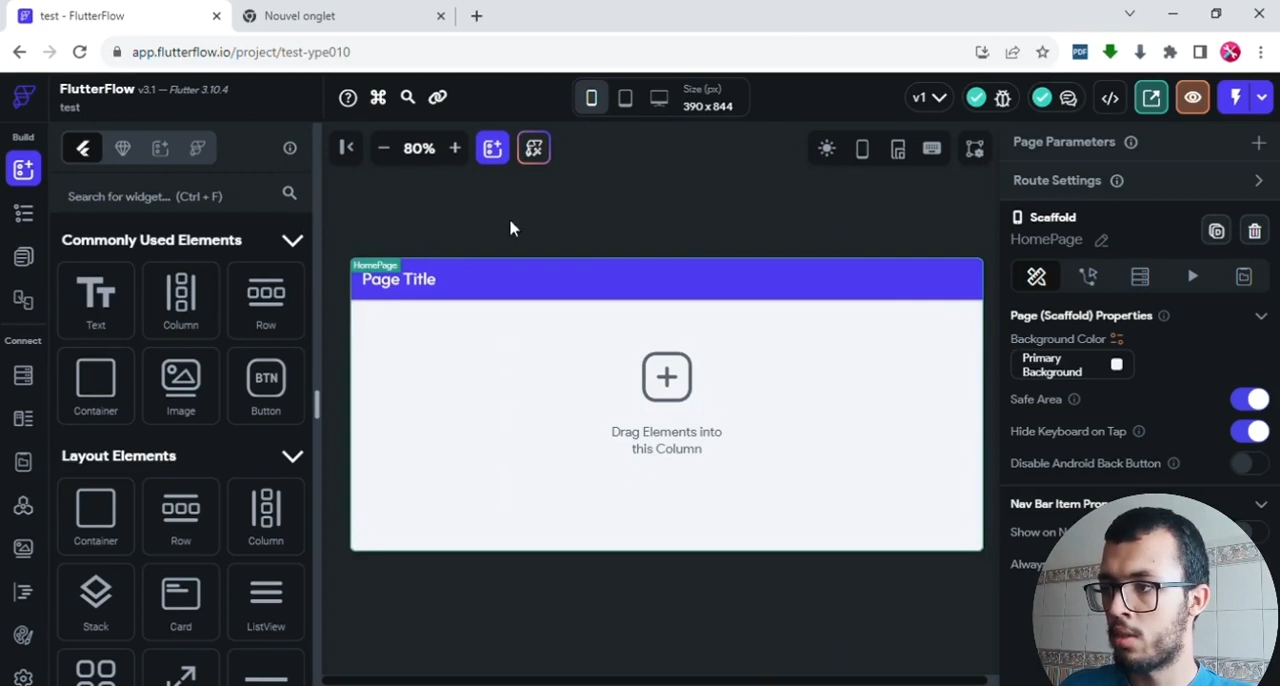 test - FlutterFlow
Nouvel onglet
app.flutterflow.io/project/test-ype010
PDF
FlutterFlow v3.1 – Flutter 3.10.4
test
Size (px)
390 x 844
v1
Build
80%
Page Parameters
Search for widget... (Ctrl + F)
Route Settings
Scaffold
HomePage
Commonly Used Elements
Text
Column
Row
HomePage
Page Title
Page (Scaffold) Properties
Background Color
Primary
Background
Connect
BTN
Container
Image
Button
Safe Area
Hide Keyboard on Tap
Drag Elements into
this Column
Disable Android Back Button
Layout Elements
Nav Bar Item
Show on
Container
Row
Column
Stack
Card
ListView